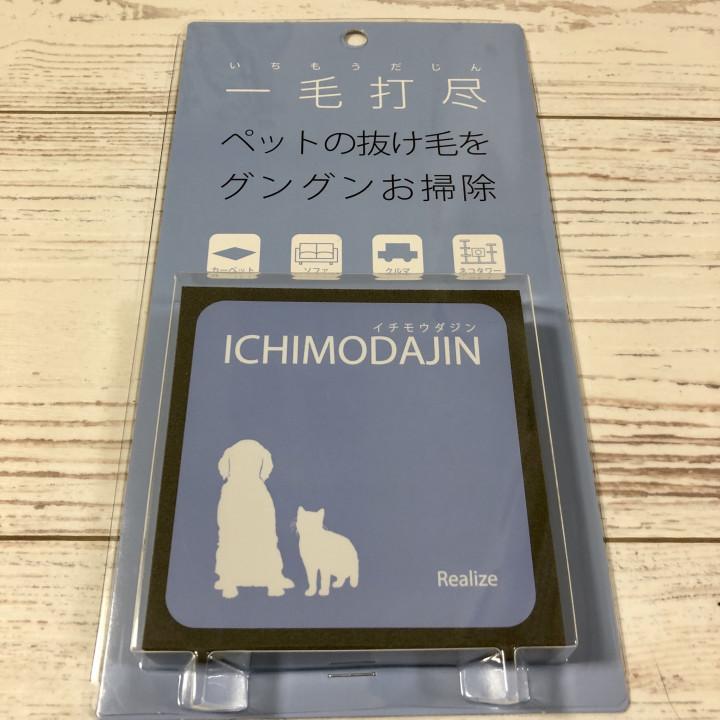 いちもうだじん
一毛打尽
ペットの抜け毛を
グングンお掃除
カーペット ソファ クルマ ネコタワー
イチモウダジン
ICHIMODAJIN
Realize